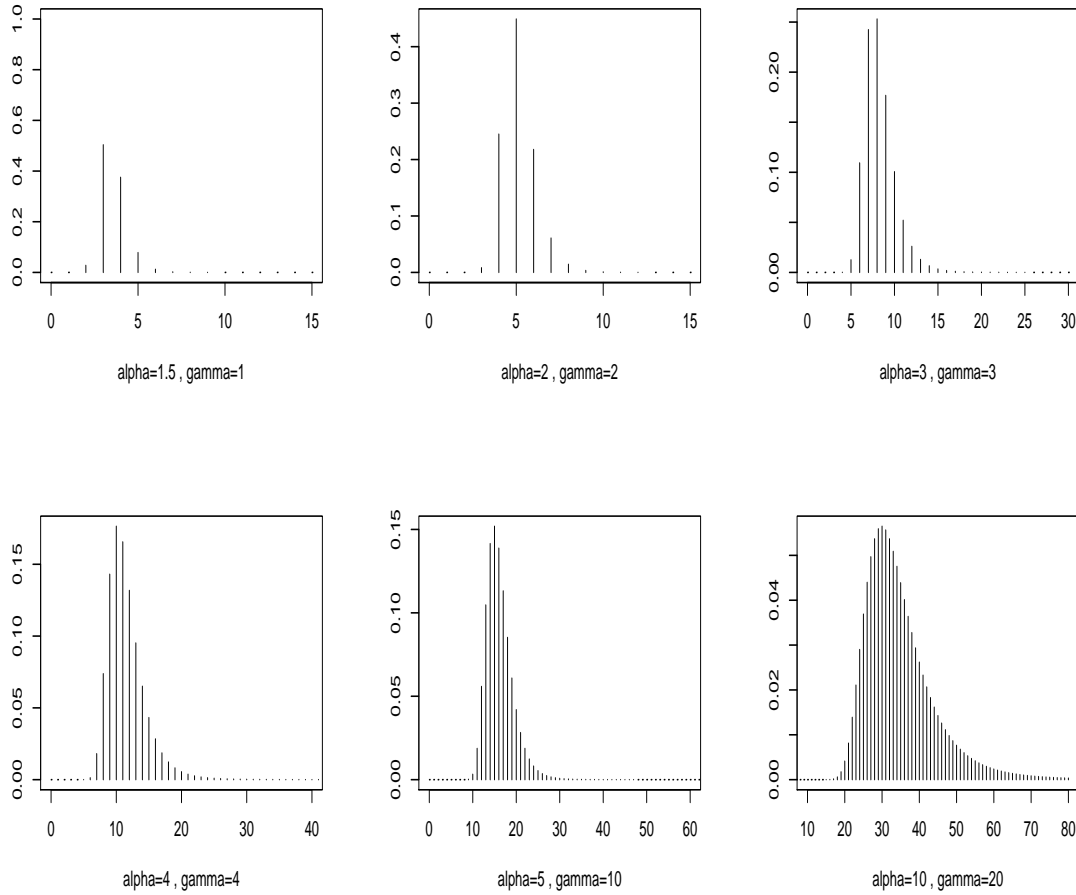 0.0 0.2 0.4 0.6 0.8 1.0
0 5 10 15
alpha=1.5 , gamma=1
0.0 0.1 0.2 0.3 0.4
0 5 10 15
alpha=2 , gamma=2
0.00 0.10 0.20
0 5 10 15 20 25 30
alpha=3 , gamma=3
0.00 0.05 0.10 0.15
0 10 20 30 40
alpha=4 , gamma=4
0.00 0.05 0.10 0.15
0 10 20 30 40 50 60
alpha=5 , gamma=10
0.00 0.02 0.04
10 20 30 40 50 60 70 80
alpha=10 , gamma=20